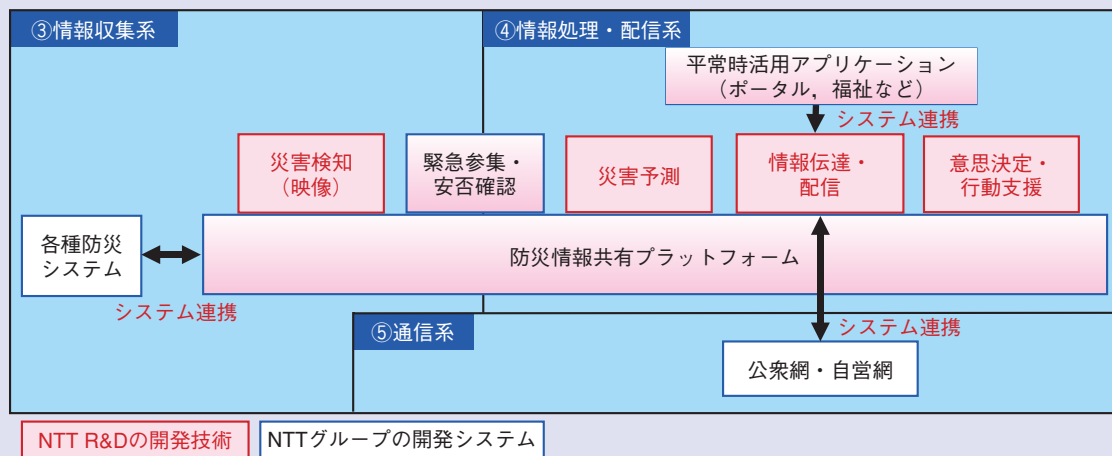 ③情報収集系
④情報処理・配信系
平常時活用アプリケーション
（ポータル，福祉など）
システム連携
災害検知
（映像）
緊急参集・
安否確認
災害予測
情報伝達・
配信
意思決定・
行動支援
各種防災
システム
防災情報共有プラットフォーム
システム連携
⑤通信系
システム連携
公衆網・自営網
NTT R&Dの開発技術
NTTグループの開発システム